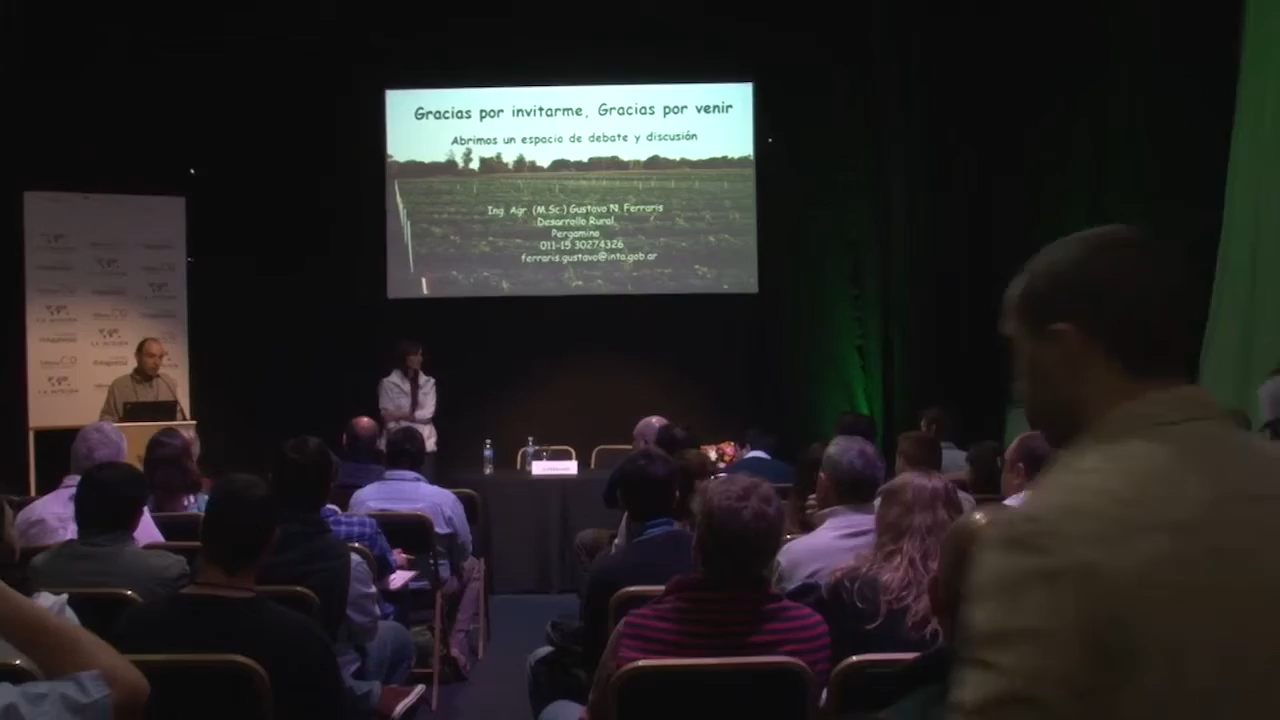 Gracias por invitarme, Gracias por venir
Abrimos un espacio de debate y discusión
Ing. Agr. (M.Sc.) Gustavo N. Ferraris
Desarrollo Rural
Pergamino
011-15 30274326
ferraris.gustavo@inta.gob.ar